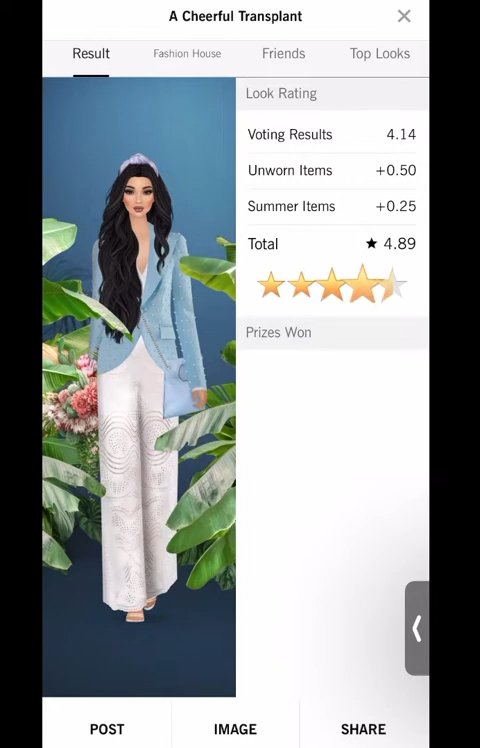 A Cheerful Transplant
Result Fashion House Friends Top Looks
Look Rating
Voting Results 4.14
Unworn Items +0.50
Summer Items +0.25
Total ★ 4.89
Prizes Won
POST IMAGE SHARE